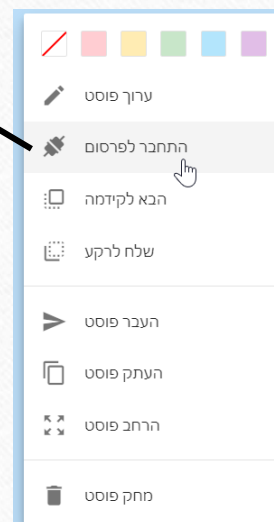 ערוך פוסט
התחבר לפרסום
הבא לקידמה
שלח לרקע
העבר פוסט
העתק פוסט
הרחב פוסט
מחק פוסט